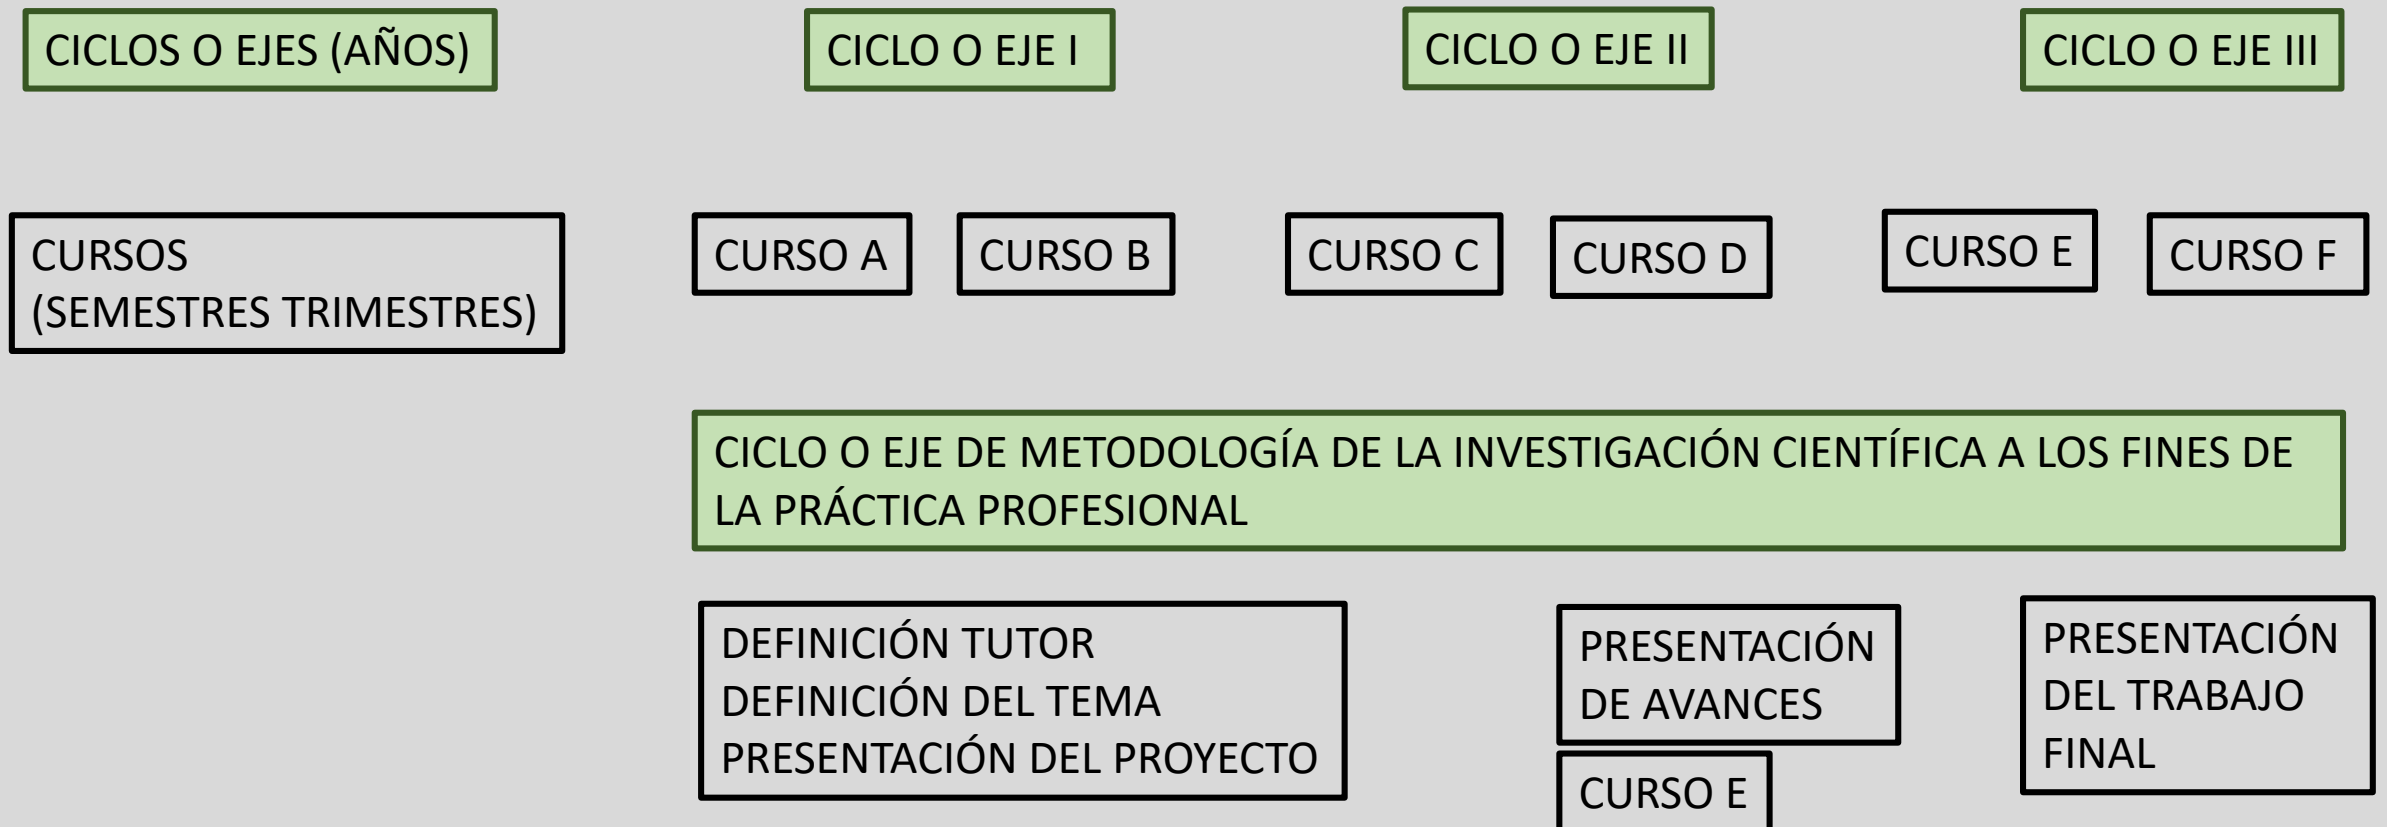 CICLOS O EJES (AÑOS)
CICLO O EJE I
CICLO O EJE II
CICLO O EJE III
CURSOS
(SEMESTRES TRIMESTRES)
CURSO A
CURSO B
CURSO C
CURSO D
CURSO E
CURSO F
CICLO O EJE DE METODOLOGÍA DE LA INVESTIGACIÓN CIENTÍFICA A LOS FINES DE
LA PRÁCTICA PROFESIONAL
DEFINICIÓN TUTOR
DEFINICIÓN DEL TEMA
PRESENTACIÓN DEL PROYECTO
PRESENTACIÓN
DE AVANCES
CURSO E
PRESENTACIÓN
DEL TRABAJO
FINAL